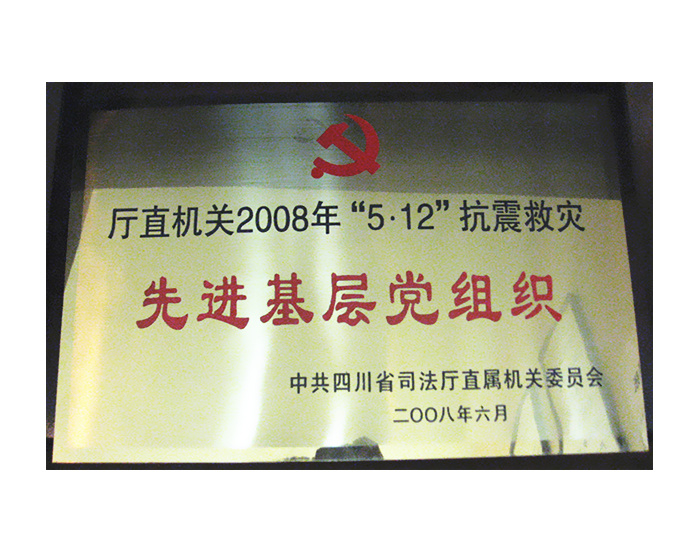 厅直机关2008年“5·12”抗震救灾
先进基层党组织
中共四川省司法厅直属机关委员会
二〇〇八年六月